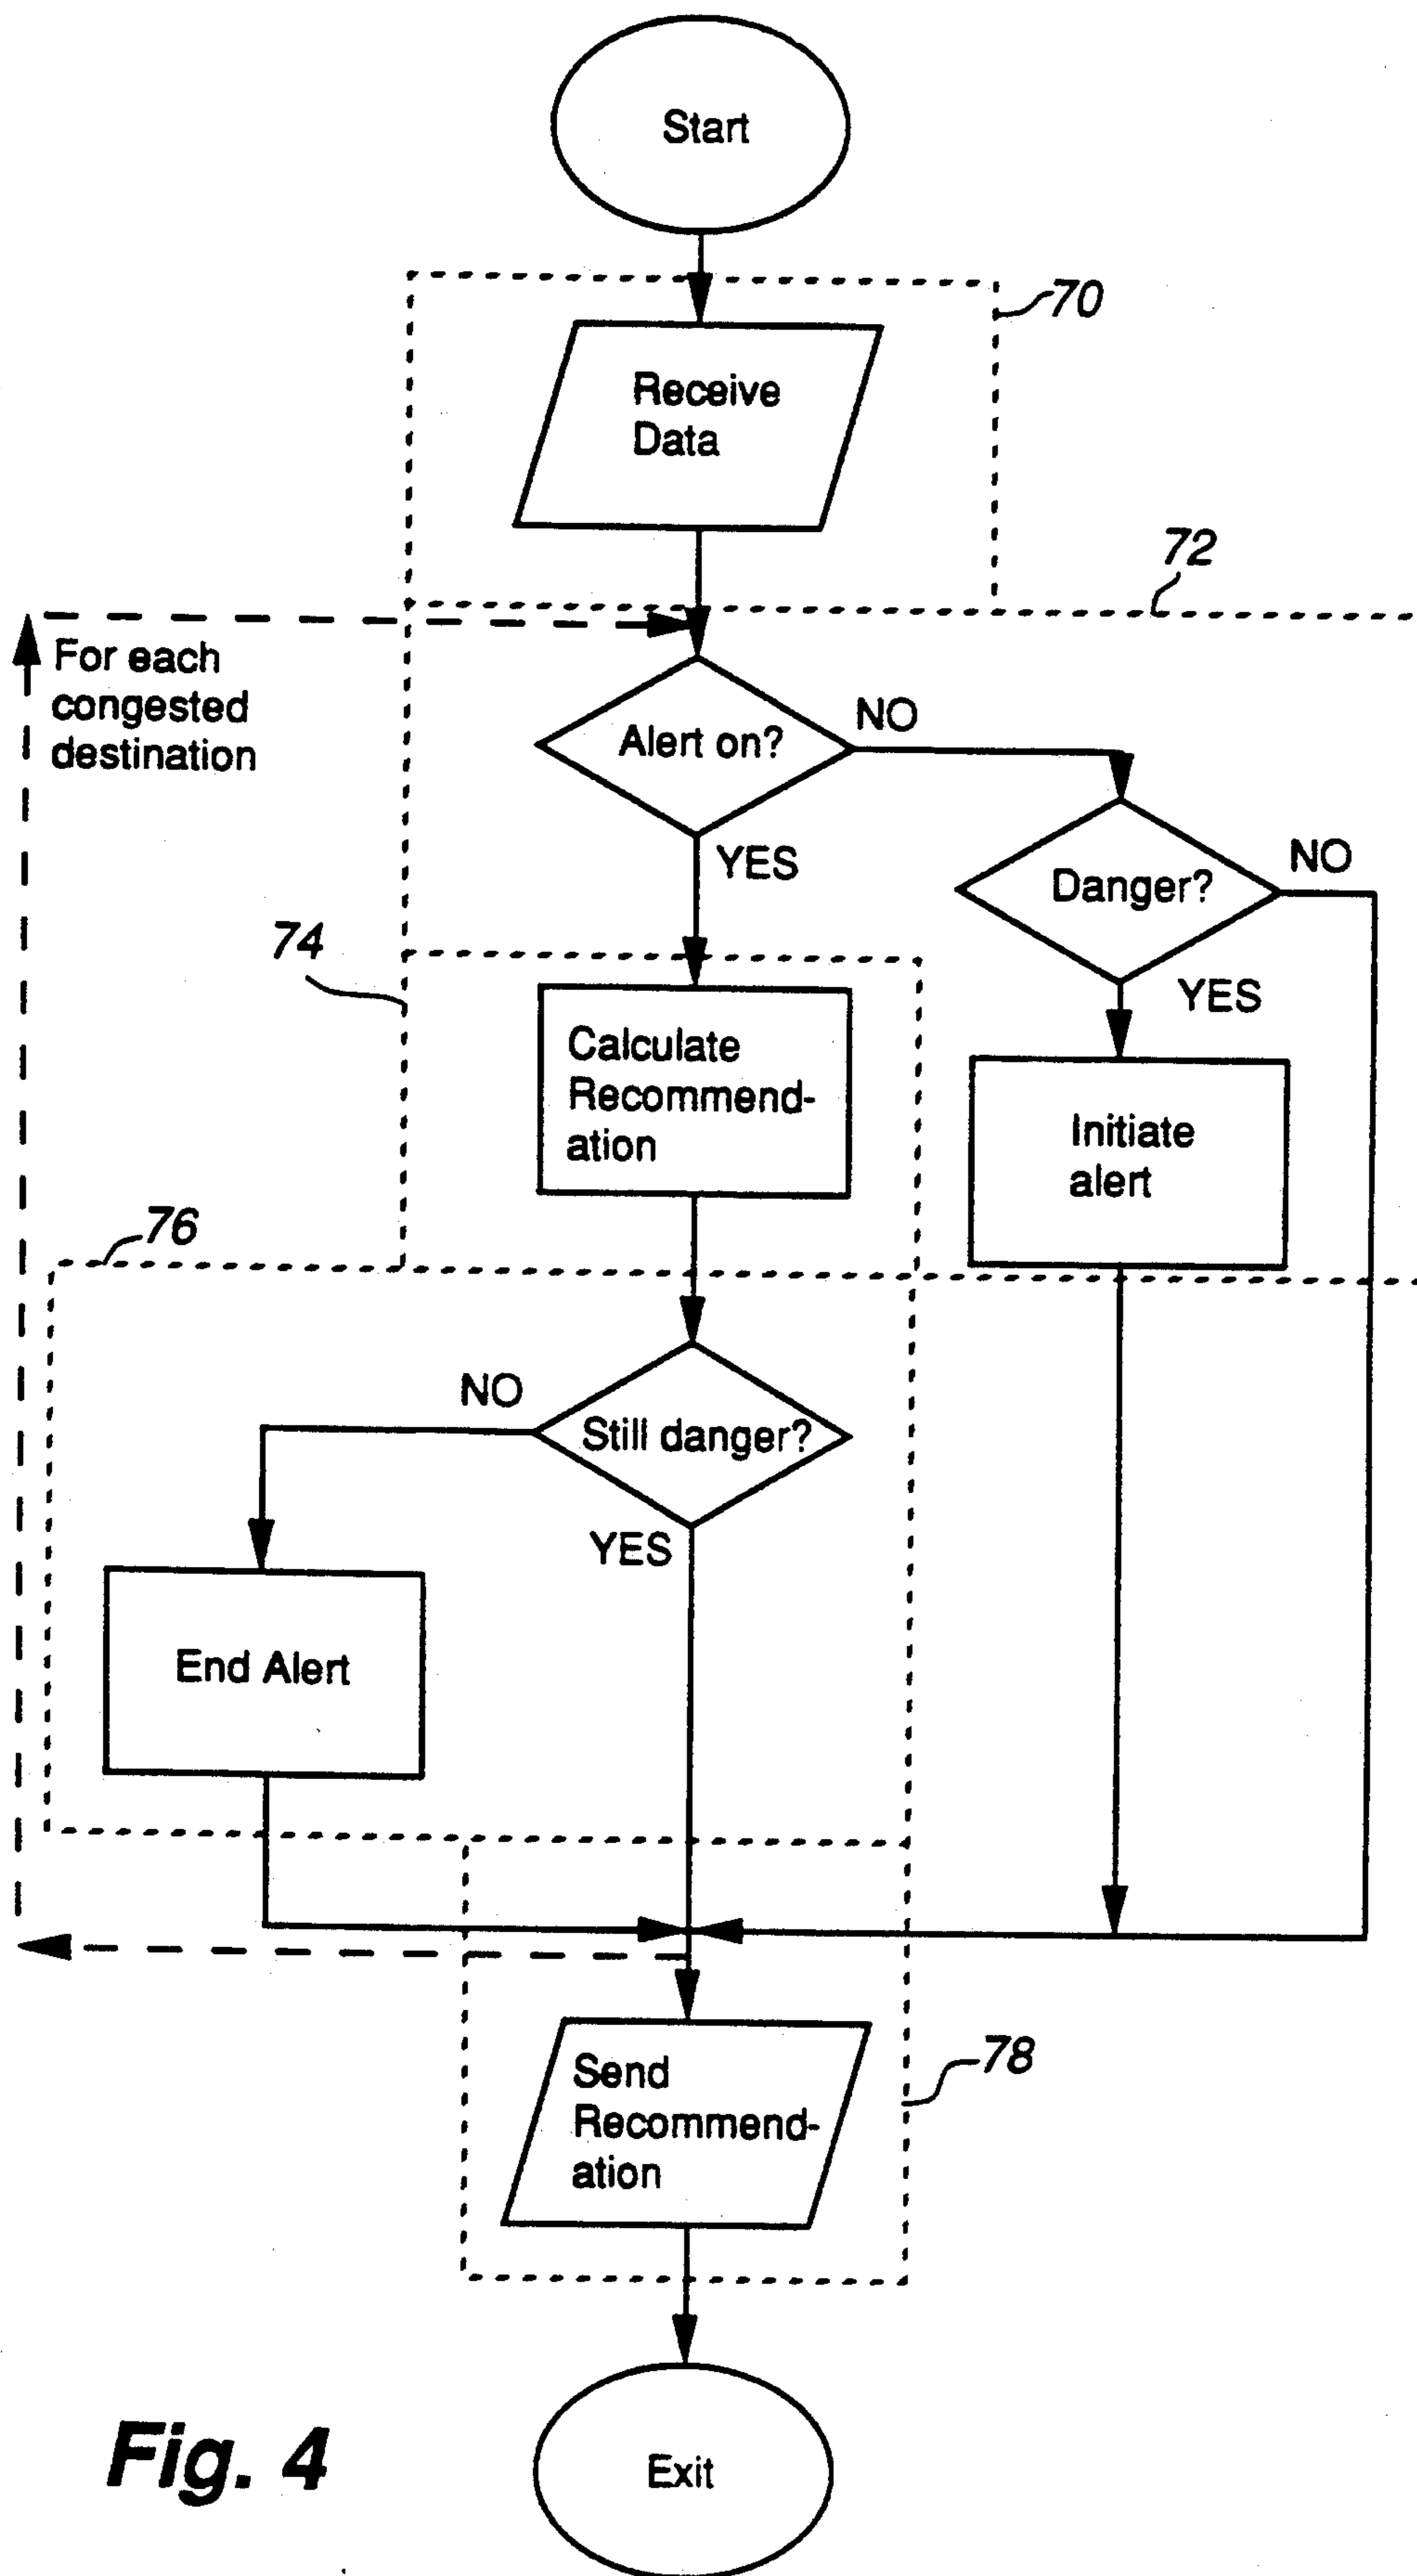 Start
70
Receive
Data
72
For each
congested
destination
Alert on?
NO
YES
Danger?
NO
YES
74
Calculate
Recommend-
ation
Initiate
alert
76
NO
Still danger?
YES
End Alert
Send
Recommend-
ation
78
Exit
Fig. 4